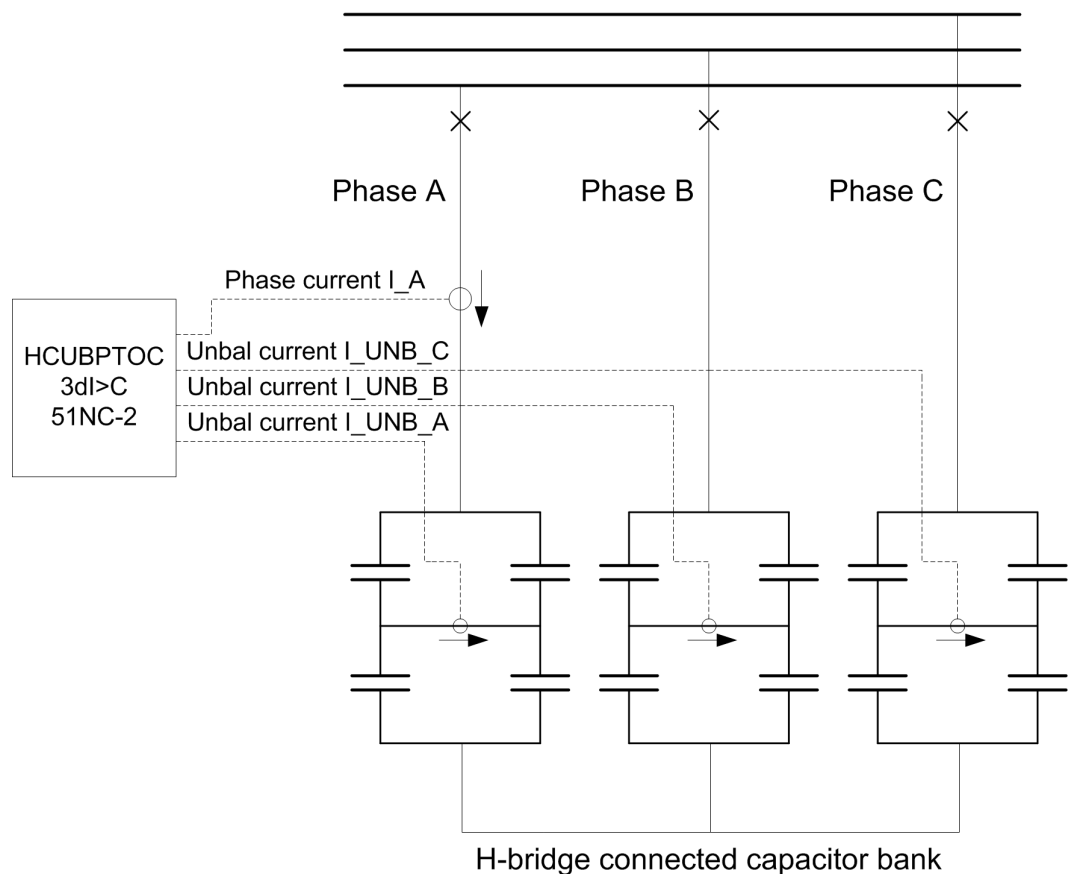 Phase A
Phase B
Phase C
Phase current I_A
HCUBPTOC
3dI>C
51NC-2
Unbal current I_UNB_C
Unbal current I_UNB_B
Unbal current I_UNB_A
H-bridge connected capacitor bank